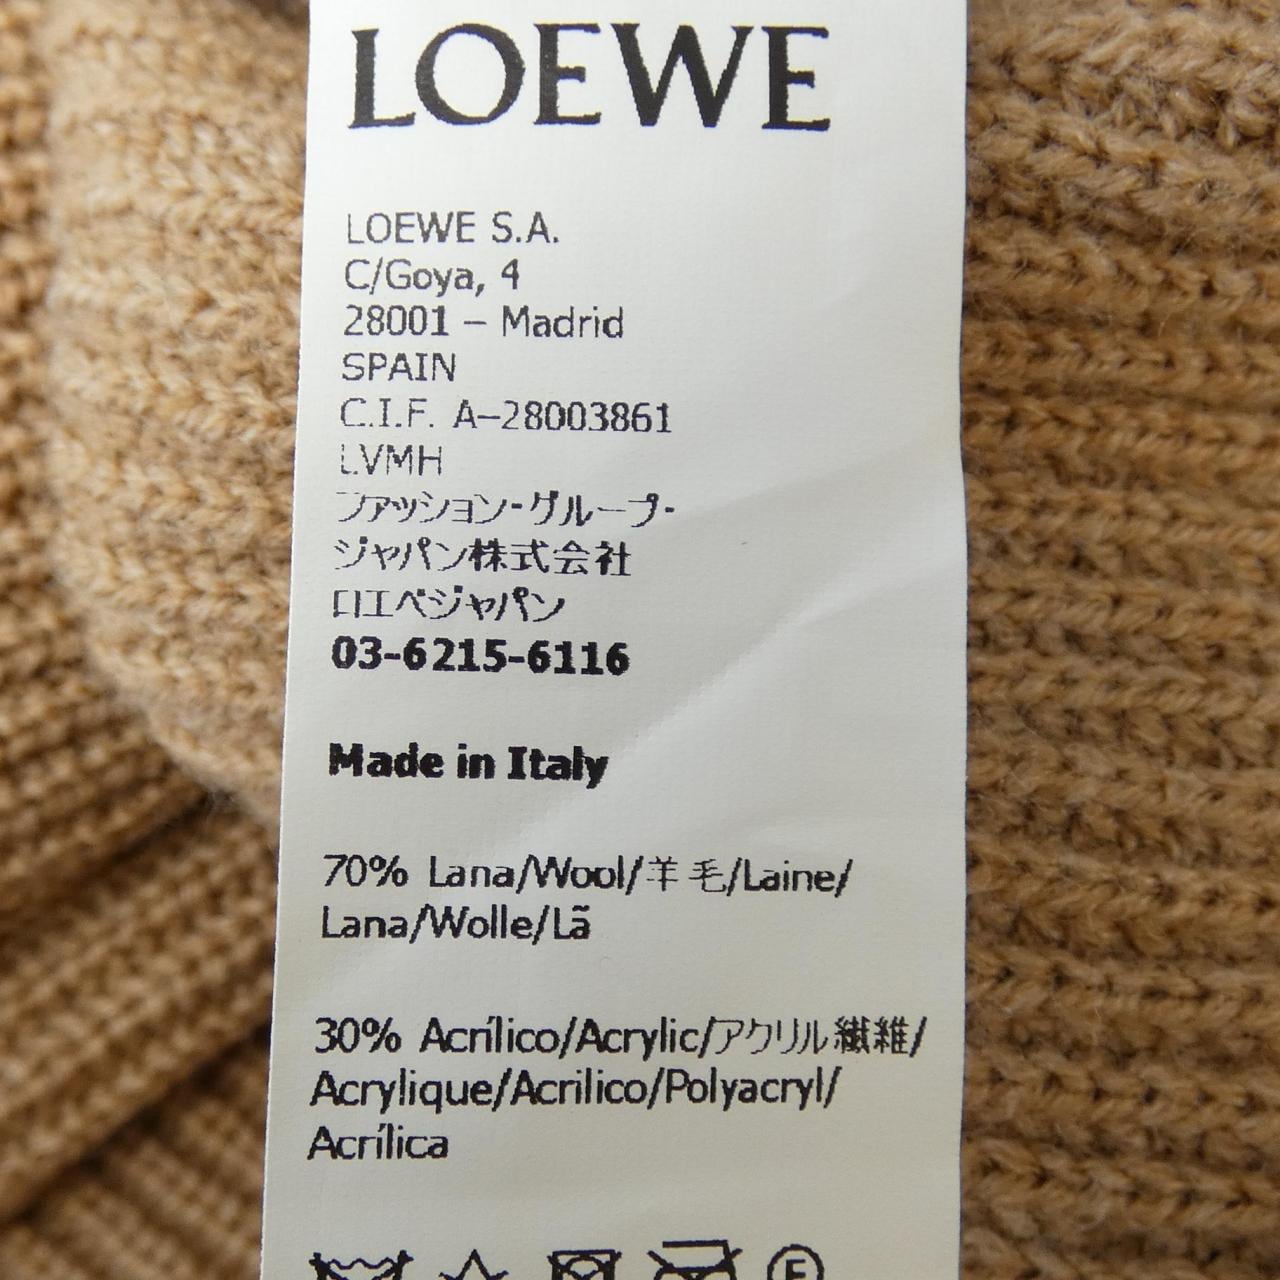 LOEWE
LOEWE S.A.
C/Goya, 4
28001 – Madrid
SPAIN
C.I.F. A–28003861
LVMH
ファッション・グループ・
ジャパン株式会社
ロエベジャパン
03-6215-6116
Made in Italy
70% Lana/Wool/羊毛/Laine/
Lana/Wolle/Lã
30% Acrílico/Acrylic/アクリル繊維/
Acrylique/Acrilico/Polyacryl/
Acrílica